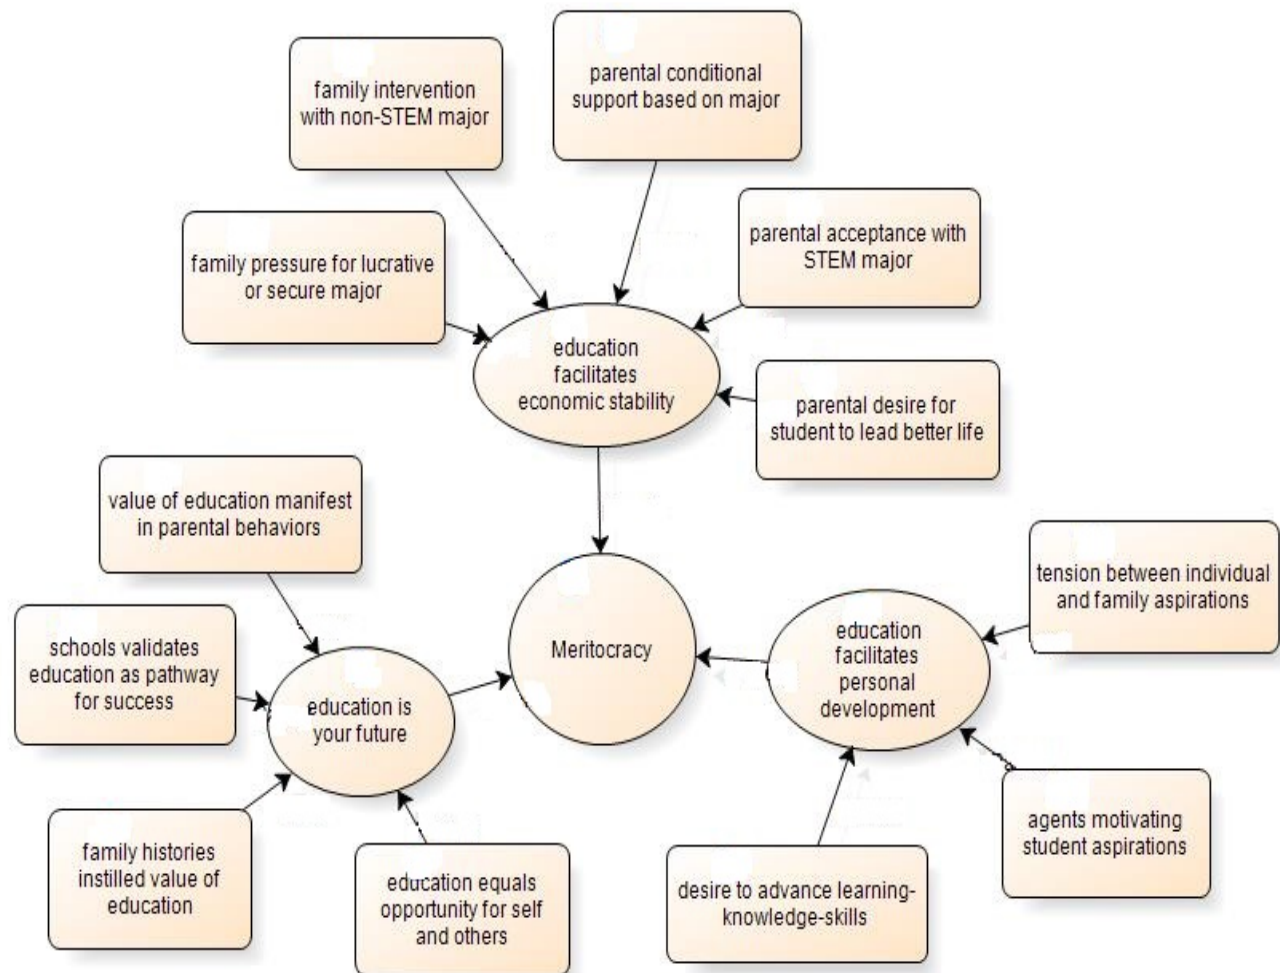 parental conditional
support based on major
family intervention
with non-STEM major
parental acceptance with
STEM major
family pressure for lucrative
or secure major
education
facilitates
economic stability
parental desire for
student to lead better life
value of education manifest
in parental behaviors
tension between individual
and family aspirations
schools validates
education as pathway
for success
Meritocracy
education
facilitates
personal
development
education is
your future
agents motivating
student aspirations
family histories
instilled value of
education
education equals
opportunity for self
and others
desire to advance learning-
knowledge-skills